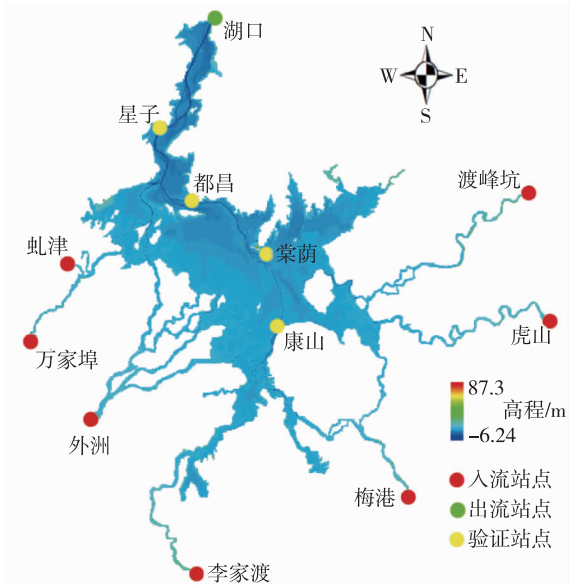 湖口
N
W E
S
星子
都昌
渡峰坑
虬津
棠荫
万家埠
康山
虎山
87.3
高程/m
-6.24
外洲
入流站点
梅港
出流站点
验证站点
李家渡